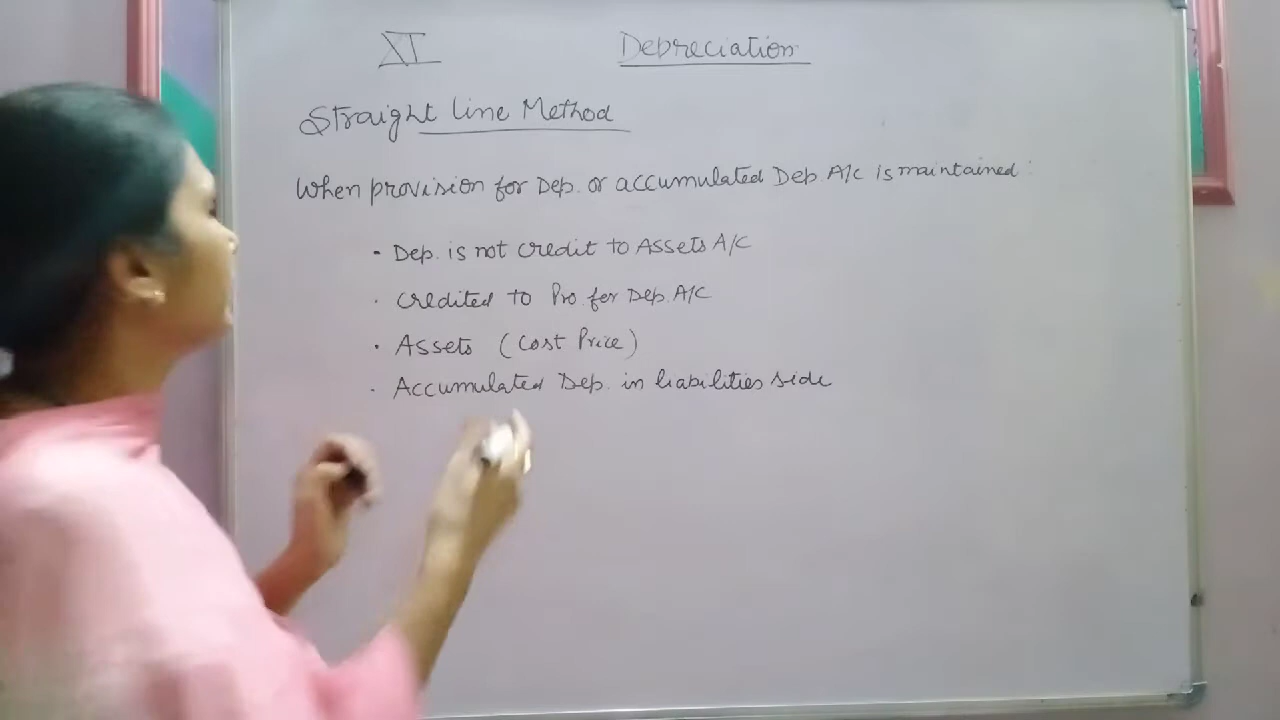 XI
Depreciation
Straight Line Method
When provision for Dep. or accumulated Dep. A/c is maintained :
· Dep. is not credit to Assets A/C
· Credited to Pro. for Dep. A/C
· Assets (Cost Price)
· Accumulated Dep. in liabilities side